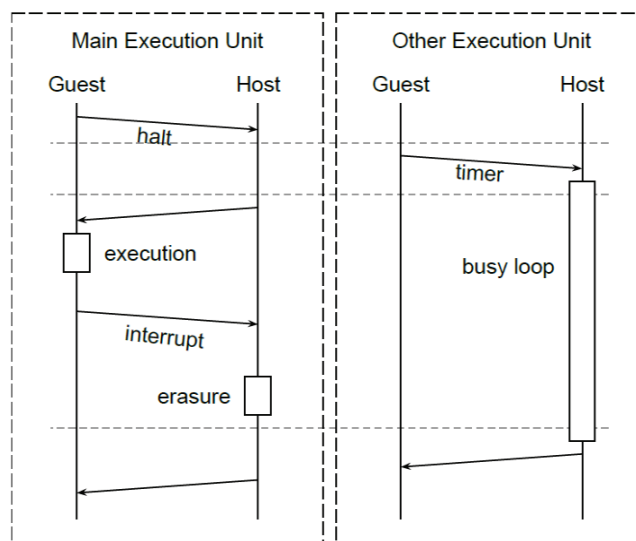 Main Execution Unit
Other Execution Unit
Guest
Host
Guest
Host
halt
timer
execution
busy loop
interrupt
erasure